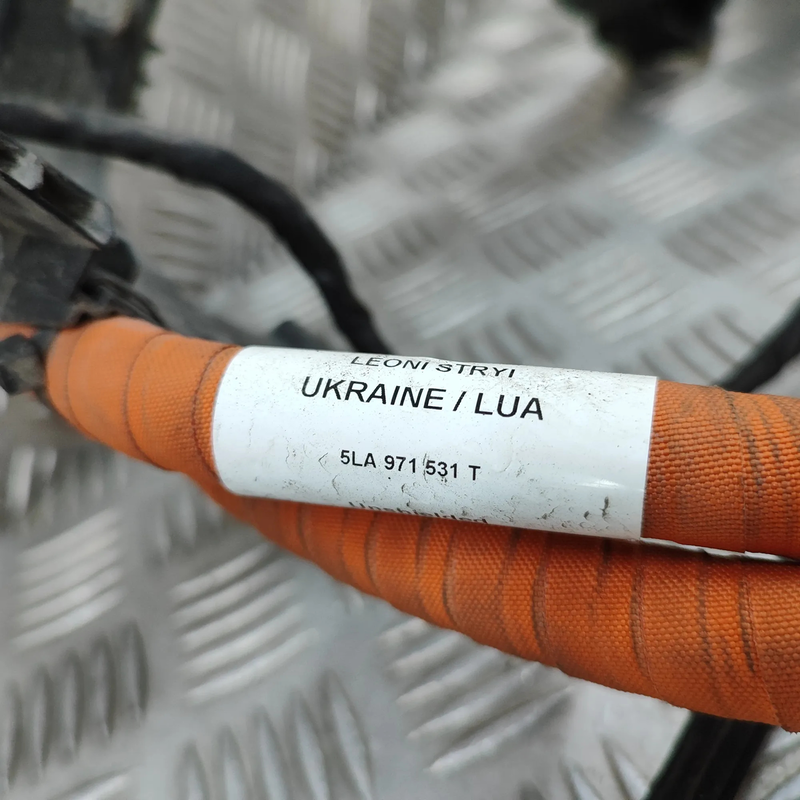 LEONI STRYI
UKRAINE / LUA
5LA 971 531 T